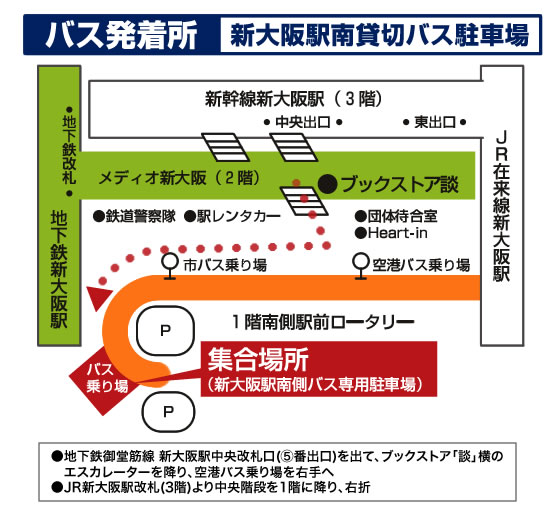 バス発着所 新大阪駅南貸切バス駐車場
新幹線新大阪駅(3階)
●中央出口● ●東出口●
●地下鉄改札●
地下鉄新大阪駅
JR在来線新大阪駅
メディオ新大阪(2階) ●ブックストア談
●鉄道警察隊 ●駅レンタカー ●団体待合室
●Heart-in
市バス乗り場 空港バス乗り場
P
1階南側駅前ロータリー
バス
乗り場
集合場所
(新大阪駅南側バス専用駐車場)
P
●地下鉄御堂筋線 新大阪駅中央改札口(⑤番出口)を出て、ブックストア「談」横の
エスカレーターを降り、空港バス乗り場を右手へ
●JR新大阪駅改札(3階)より中央階段を1階に降り、右折